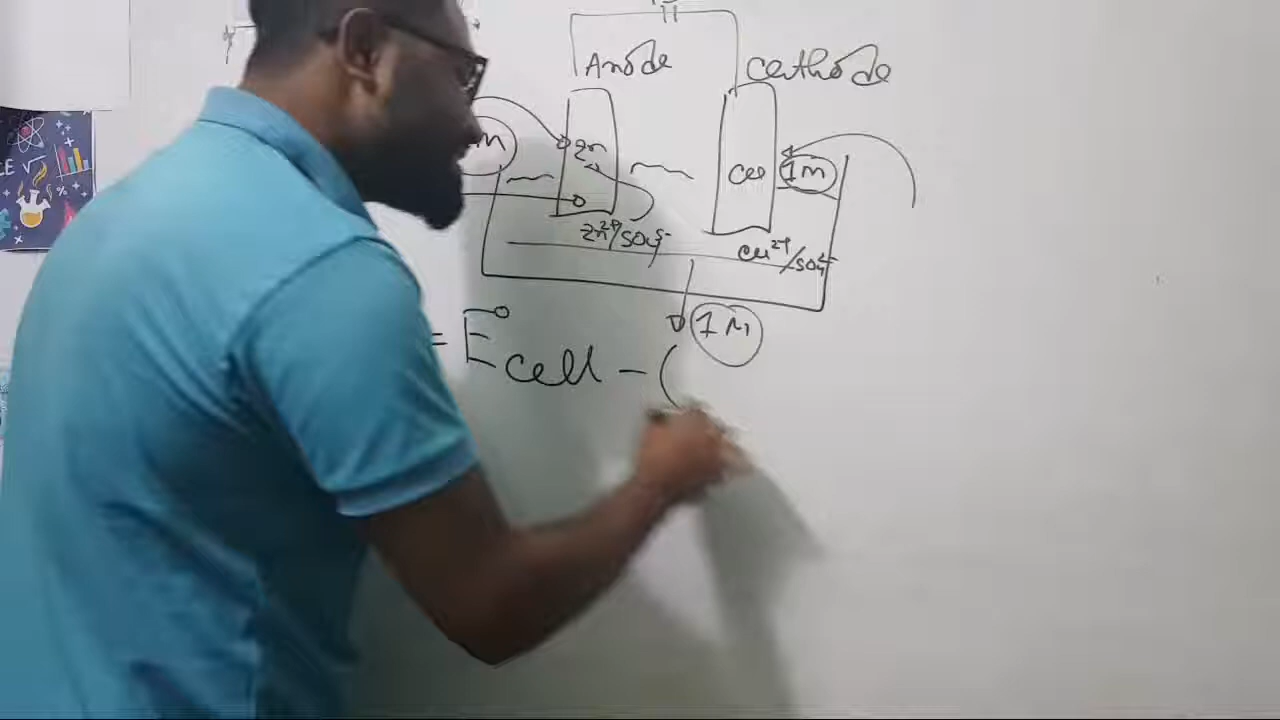 Anode Cathode
m Zn Cu 1m
Zn²⁺/SO₄²⁻ Cu²⁺/SO₄²⁻
1M
= E°cell - (